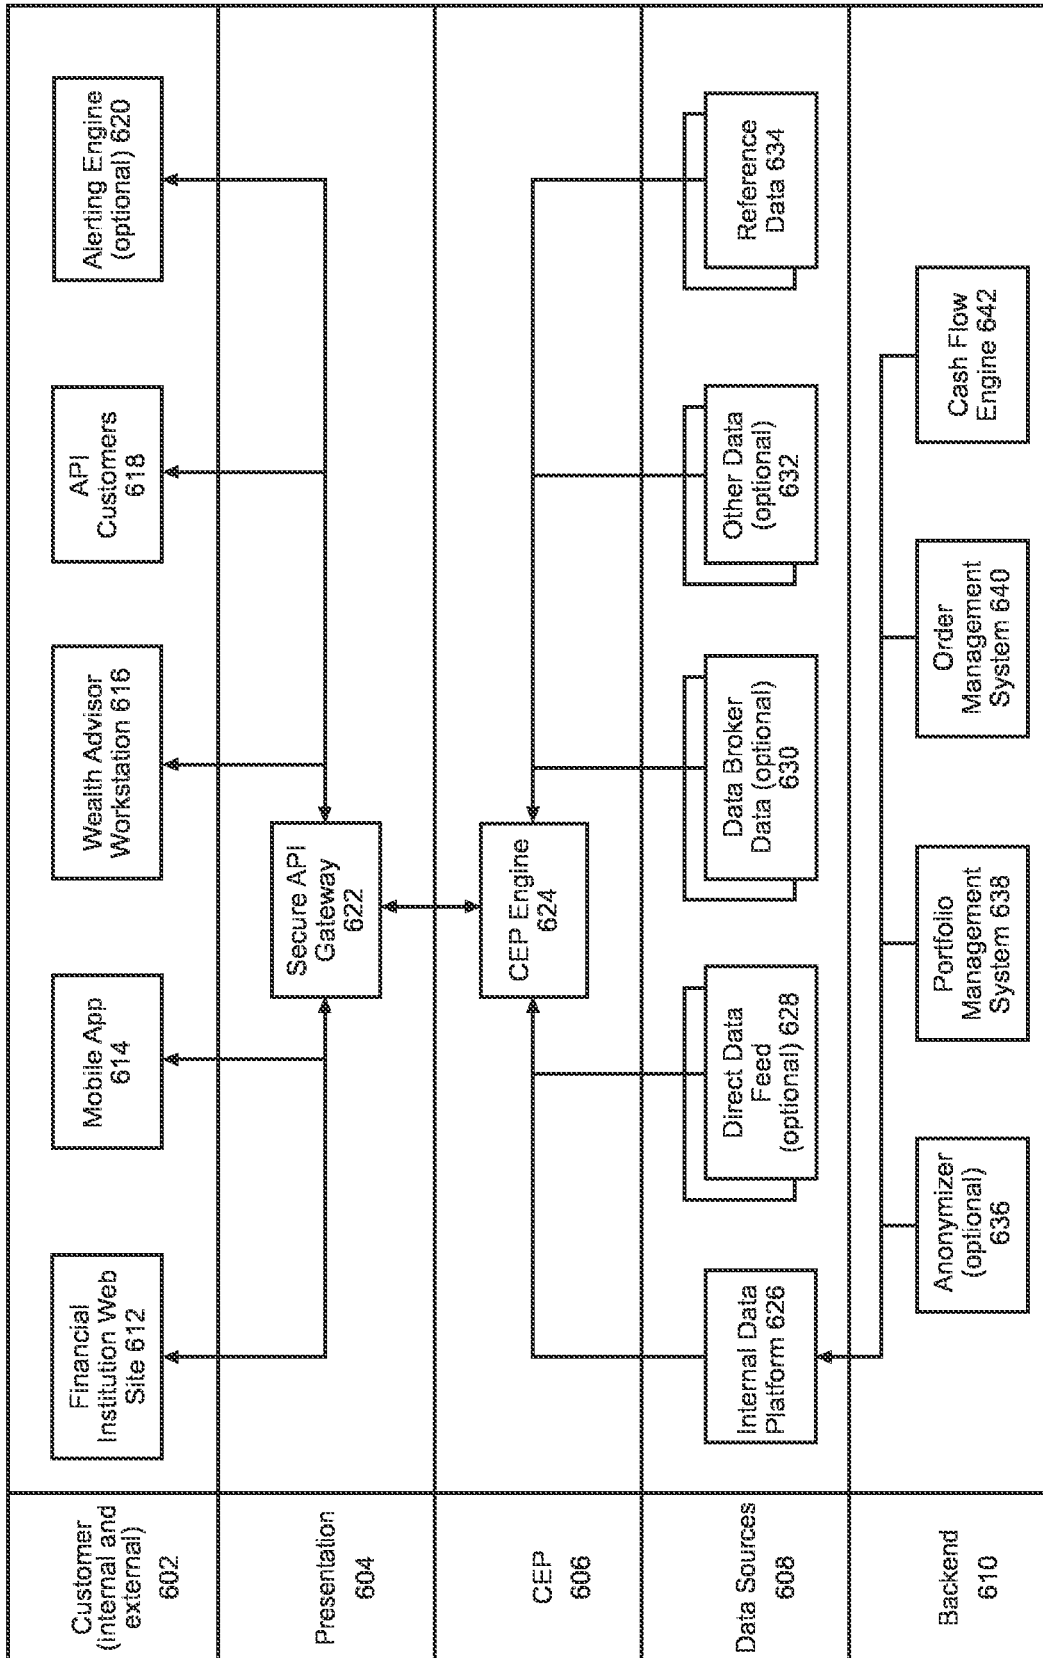 Customer
(internal and
external)
602
Financial
Institution Web
Site 612
Mobile App
614
Wealth Advisor
Workstation 616
API
Customers
618
Alerting Engine
(optional) 620
Presentation
604
Secure API
Gateway
622
CEP
606
CEP Engine
624
Data Sources
608
Internal Data
Platform 626
Direct Data
Feed
(optional) 628
Data Broker
Data (optional)
630
Other Data
(optional)
632
Reference
Data 634
Backend
610
Anonymizer
(optional)
636
Portfolio
Management
System 638
Order
Management
System 640
Cash Flow
Engine 642